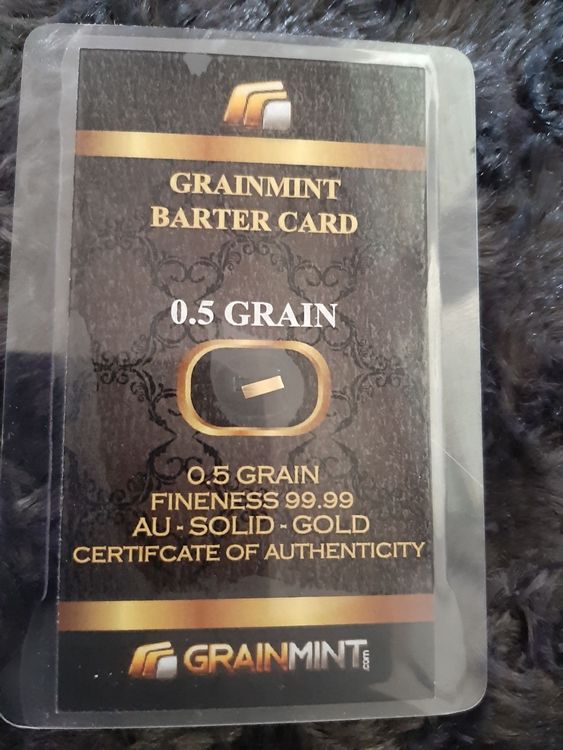 GRAINMINT
BARTER CARD
0.5 GRAIN
0.5 GRAIN
FINENESS 99.99
AU - SOLID - GOLD
CERTIFCATE OF AUTHENTICITY
GRAINMINT.com